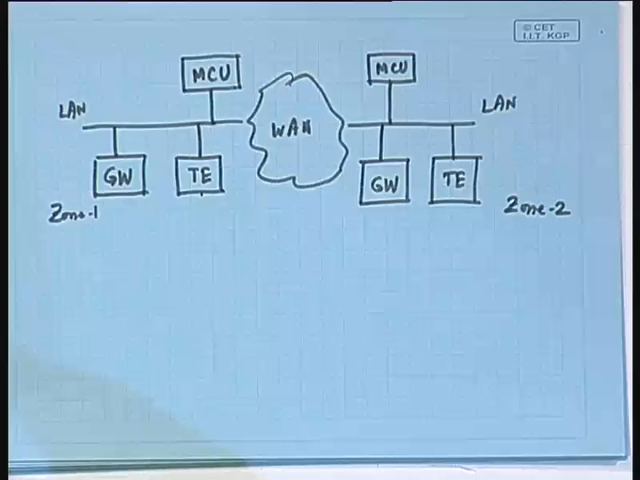 © CET
I.I.T. KGP
MCU
MCU
LAN
LAN
WAN
GW
TE
GW
TE
Zone-1
Zone-2